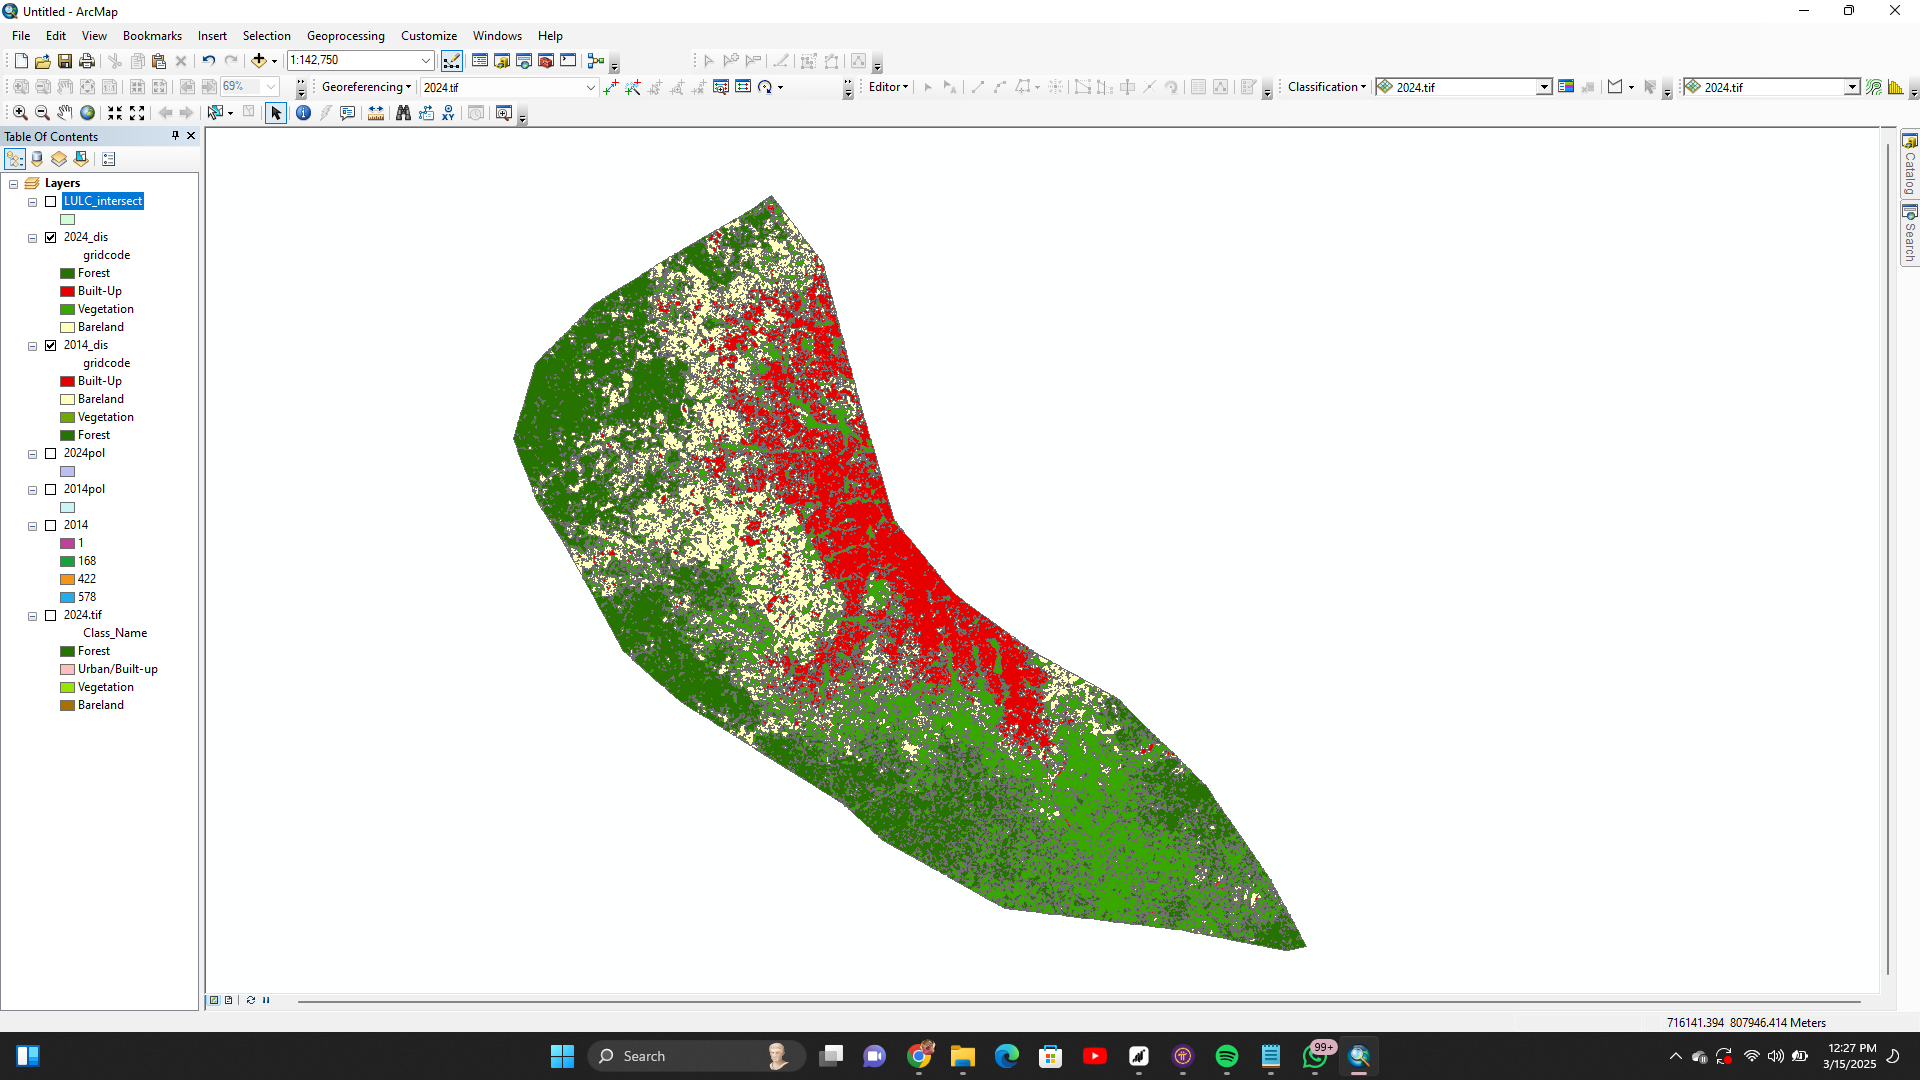 Untitled - ArcMap
File Edit View Bookmarks Insert Selection Geoprocessing Customize Windows Help
1:142,750
69% Georeferencing 2024.tif Editor Classification 2024.tif 2024.tif
Table Of Contents
Layers
LULC_intersect
2024_dis
gridcode
Forest
Built-Up
Vegetation
Bareland
2014_dis
gridcode
Built-Up
Bareland
Vegetation
Forest
2024pol
2014pol
2014
1
168
422
578
2024.tif
Class_Name
Forest
Urban/Built-up
Vegetation
Bareland
Catalog
Search
716141.394 807946.414 Meters
Search
99+
12:27 PM
3/15/2025